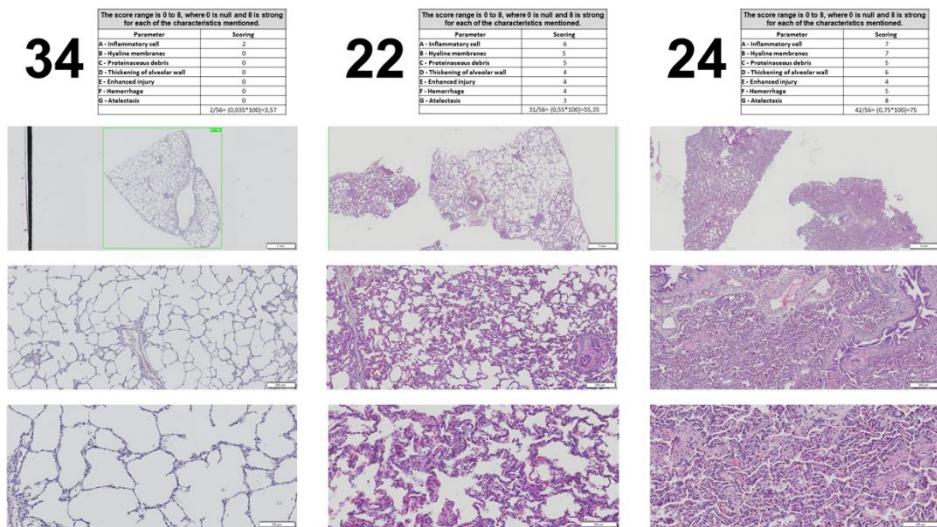 34
The score range is 0 to 8, where 0 is null and 8 is strong
for each of the characteristics mentioned.
Parameter Scoring
A - Inflammatory cell 2
B - Hyaline membranes 0
C - Proteinaceous debris 0
D - Thickening of alveolar wall 0
E - Enhanced injury 0
F - Hemorrhage 0
G - Atelectasis 0
2/56= (0,035*100)=3,57
22
The score range is 0 to 8, where 0 is null and 8 is strong
for each of the characteristics mentioned.
Parameter Scoring
A - Inflammatory cell 6
B - Hyaline membranes 5
C - Proteinaceous debris 5
D - Thickening of alveolar wall 4
E - Enhanced injury 4
F - Hemorrhage 4
G - Atelectasis 3
31/56= (0,55*100)=55,35
24
The score range is 0 to 8, where 0 is null and 8 is strong
for each of the characteristics mentioned.
Parameter Scoring
A - Inflammatory cell 7
B - Hyaline membranes 7
C - Proteinaceous debris 5
D - Thickening of alveolar wall 6
E - Enhanced injury 4
F - Hemorrhage 5
G - Atelectasis 8
42/56= (0,75*100)=75